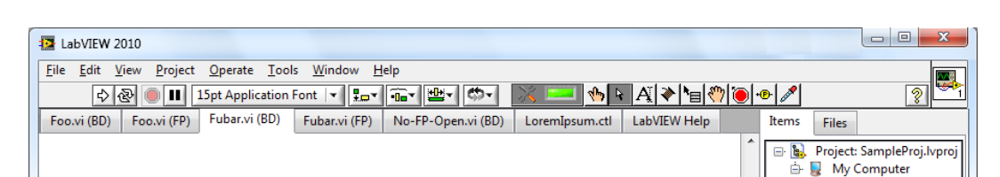 LabVIEW 2010
File Edit View Project Operate Tools Window Help
15pt Application Font
1
Foo.vi (BD) Foo.vi (FP) Fubar.vi (BD) Fubar.vi (FP) No-FP-Open.vi (BD) LoremIpsum.ctl LabVIEW Help Items Files
Project: SampleProj.lvproj
My Computer